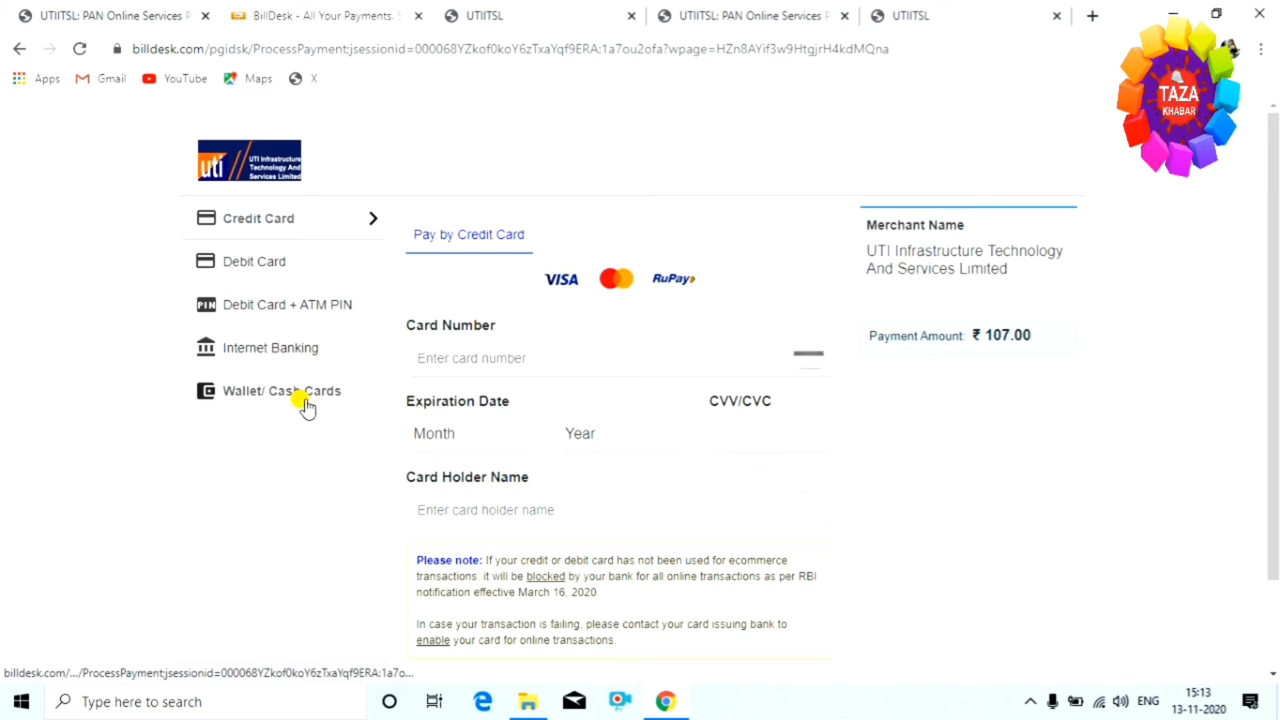 UTIITSL: PAN Online Services P
BillDesk - All Your Payments. S
UTIITSL
UTIITSL: PAN Online Services P
UTIITSL
billdesk.com/pgidsk/ProcessPayment;jsessionid=000068YZkof0koY6zTxaYqf9ERA:1a7ou2ofa?wpage=HZn8AYif3w9HtgjrH4kdMQna
Apps
Gmail
YouTube
Maps
X
TAZA
KHABAR
uti
UTI Infrastructure
Technology And
Services Limited
Credit Card
Debit Card
PIN Debit Card + ATM PIN
Internet Banking
Wallet/ Cash Cards
Pay by Credit Card
VISA
RuPay
Card Number
Enter card number
Expiration Date
CVV/CVC
Month
Year
Card Holder Name
Enter card holder name
Please note: If your credit or debit card has not been used for ecommerce
transactions, it will be blocked by your bank for all online transactions as per RBI
notification effective March 16, 2020.
In case your transaction is failing, please contact your card issuing bank to
enable your card for online transactions.
Merchant Name
UTI Infrastructure Technology
And Services Limited
Payment Amount: ₹ 107.00
billdesk.com/.../ProcessPayment;jsessionid=000068YZkof0koY6zTxaYqf9ERA:1a7o...
Type here to search
ENG
15:13
13-11-2020